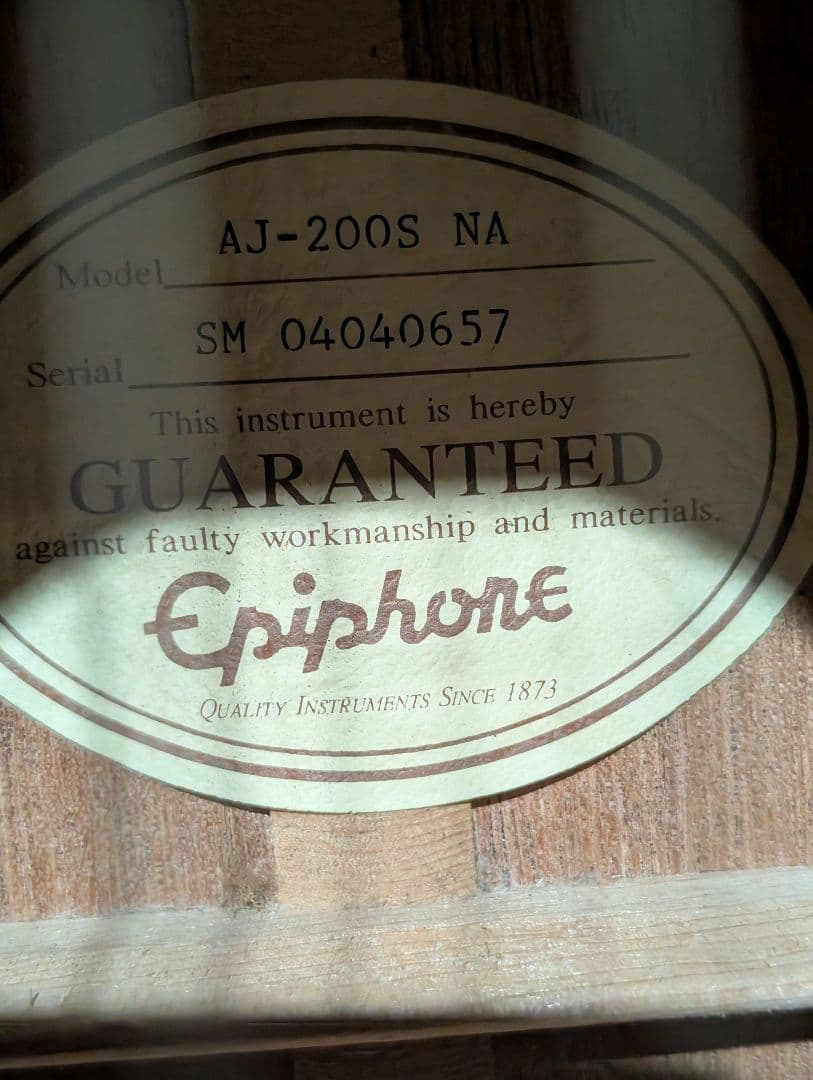 AJ-200S NA
Model
SM 04040657
Serial
This instrument is hereby
GUARANTEED
against faulty workmanship and materials.
Epiphone
QUALITY INSTRUMENTS SINCE 1873